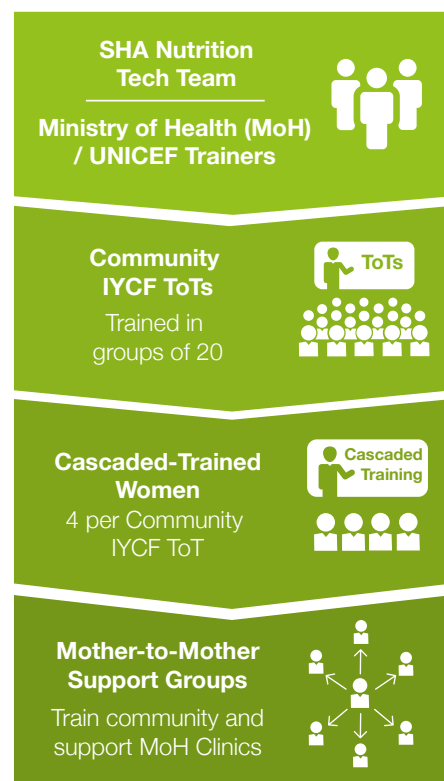 SHA Nutrition
Tech Team
Ministry of Health (MoH)
/ UNICEF Trainers
Community
IYCF ToTs
Trained in
groups of 20
ToTs
Cascaded-Trained
Women
4 per Community
IYCF ToT
Cascaded
Training
Mother-to-Mother
Support Groups
Train community and
support MoH Clinics